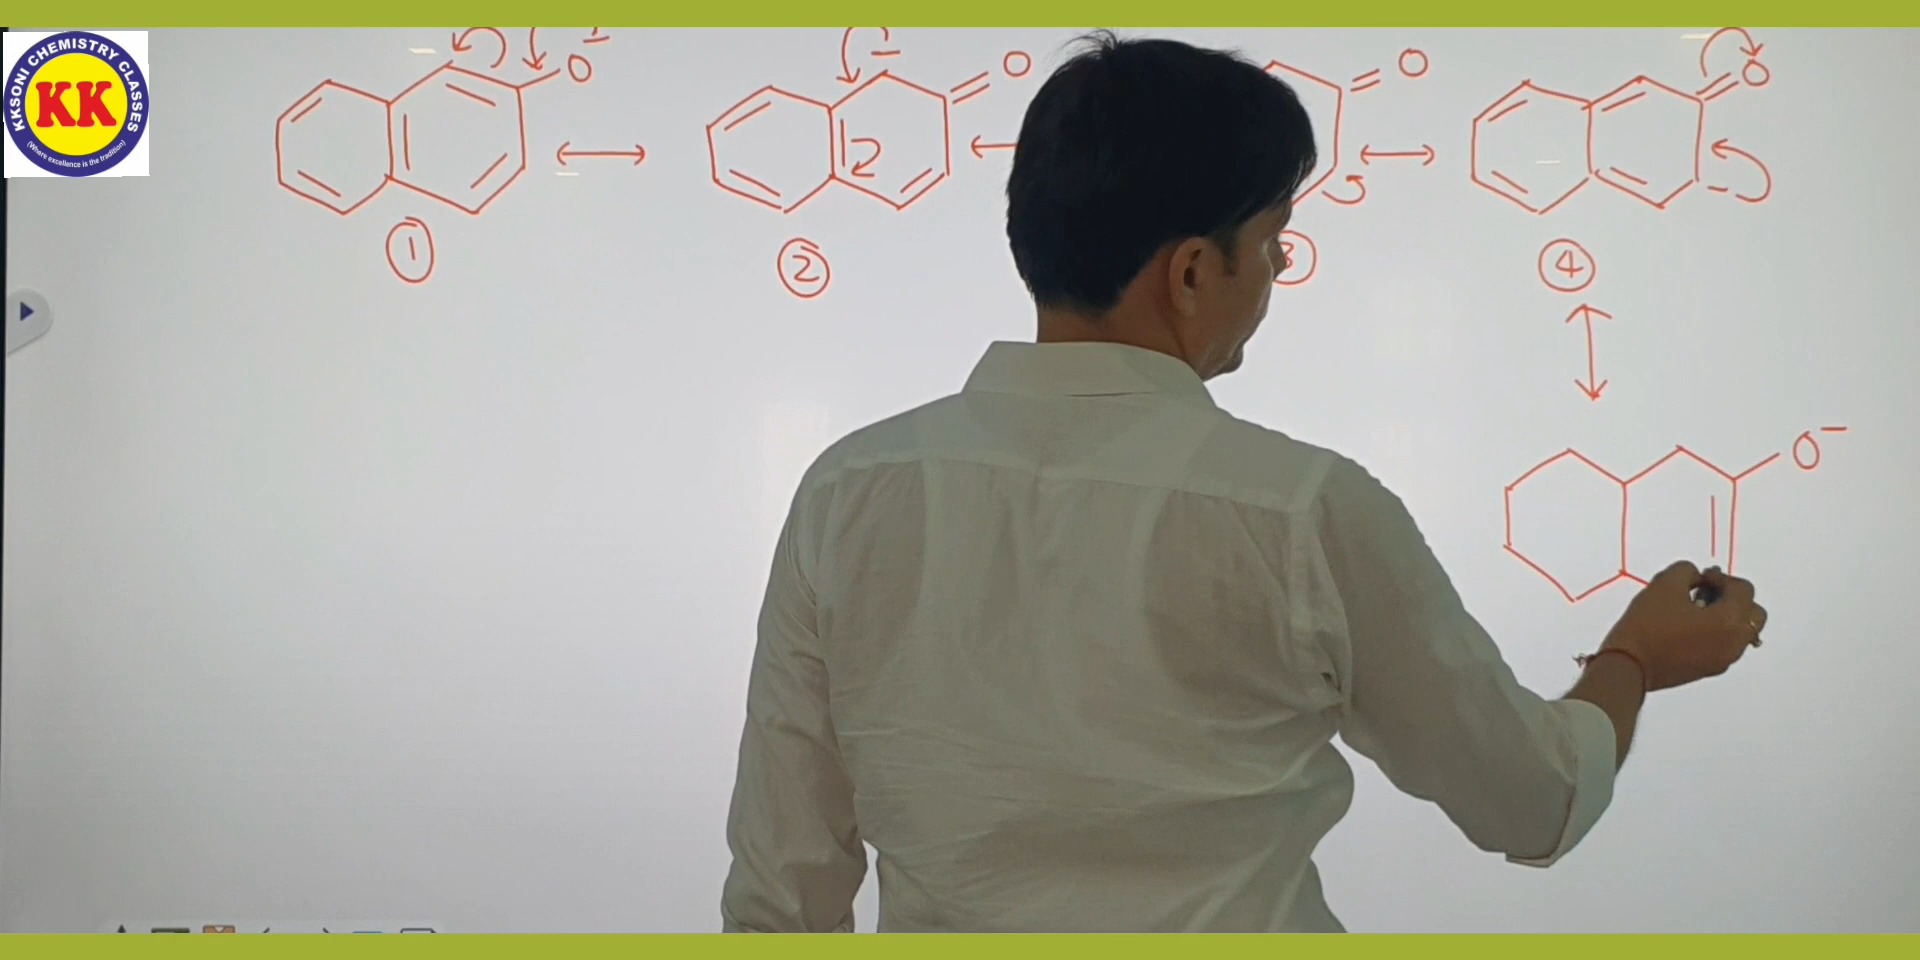 KKSONI CHEMISTRY CLASSES
KK
(Where excellence is the tradition)
O O O O
1 2 3 4
O⁻